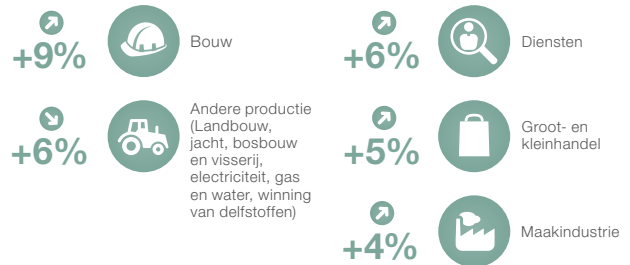 +9%
Bouw
+6%
Andere productie
(Landbouw,
jacht, bosbouw
en visserij,
electriciteit, gas
en water, winning
van delfstoffen)
+6%
Diensten
+5%
Groot- en
kleinhandel
+4%
Maakindustrie